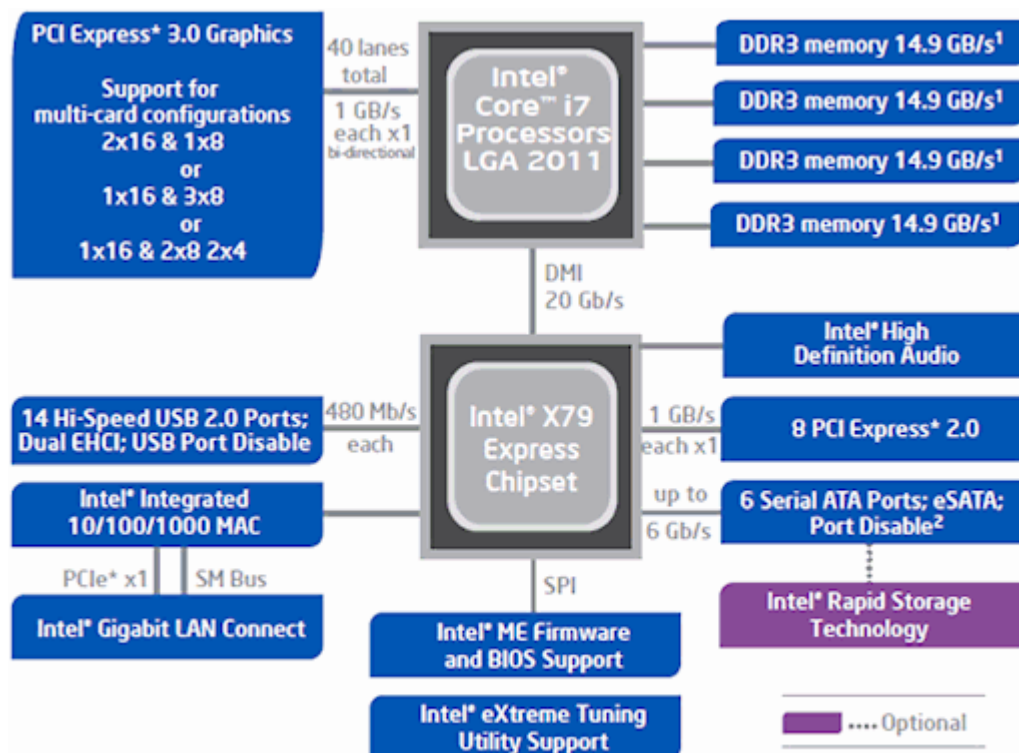 PCI Express* 3.0 Graphics
Support for
multi-card configurations
2x16 & 1x8
or
1x16 & 3x8
or
1x16 & 2x8 2x4
40 lanes
total
1 GB/s
each x1
bi-directional
Intel®
Core™ i7
Processors
LGA 2011
DDR3 memory 14.9 GB/s¹
DDR3 memory 14.9 GB/s¹
DDR3 memory 14.9 GB/s¹
DDR3 memory 14.9 GB/s¹
DMI
20 Gb/s
Intel® High
Definition Audio
14 Hi-Speed USB 2.0 Ports;
Dual EHCI; USB Port Disable
480 Mb/s
each
Intel® X79
Express
Chipset
1 GB/s
each x1
8 PCI Express* 2.0
Intel® Integrated
10/100/1000 MAC
up to
6 Gb/s
6 Serial ATA Ports; eSATA;
Port Disable²
PCIe* x1
SM Bus
SPI
Intel® Rapid Storage
Technology
Intel® Gigabit LAN Connect
Intel® ME Firmware
and BIOS Support
Intel® eXtreme Tuning
Utility Support
Optional